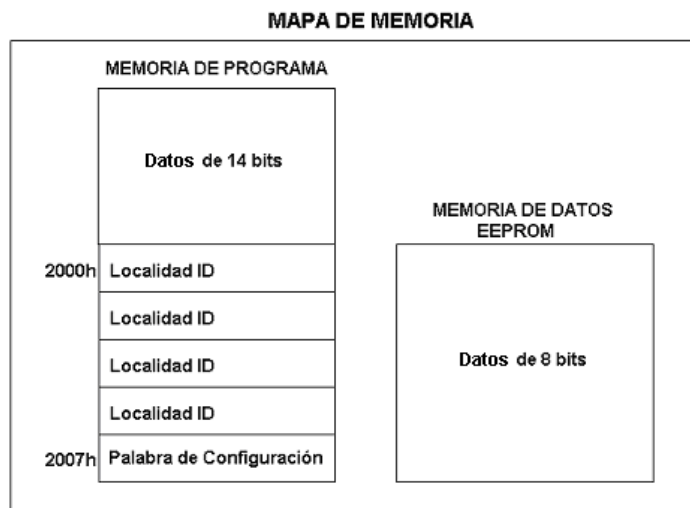 MAPA DE MEMORIA
MEMORIA DE PROGRAMA
Datos de 14 bits
2000h Localidad ID
Localidad ID
Localidad ID
Localidad ID
2007h Palabra de Configuración
MEMORIA DE DATOS
EEPROM
Datos de 8 bits